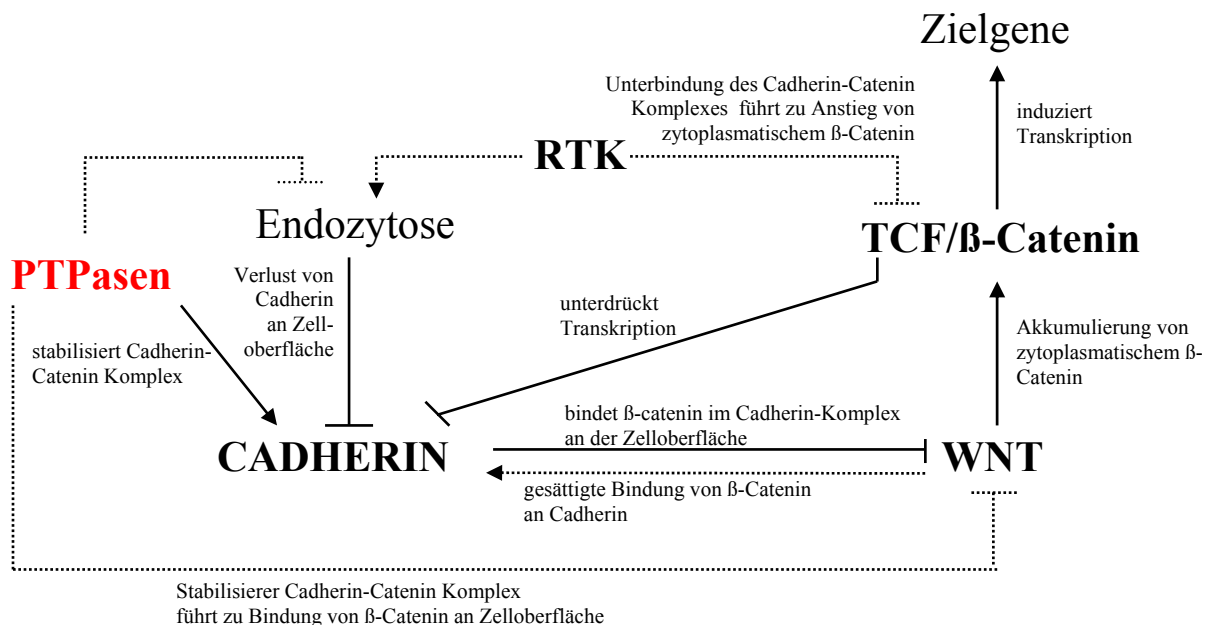 Zielgene
Unterbindung des Cadherin-Catenin
Komplexes führt zu Anstieg von
zytoplasmatischem ß-Catenin
induziert
Transkription
RTK
Endozytose
TCF/ß-Catenin
PTPasen
Verlust von
Cadherin
an Zell-
oberfläche
unterdrückt
Transkription
Akkumulierung von
zytoplasmatischem ß-
Catenin
stabilisiert Cadherin-
Catenin Komplex
bindet ß-catenin im Cadherin-Komplex
an der Zelloberfläche
CADHERIN
WNT
gesättigte Bindung von ß-Catenin
an Cadherin
Stabilisierer Cadherin-Catenin Komplex
führt zu Bindung von ß-Catenin an Zelloberfläche